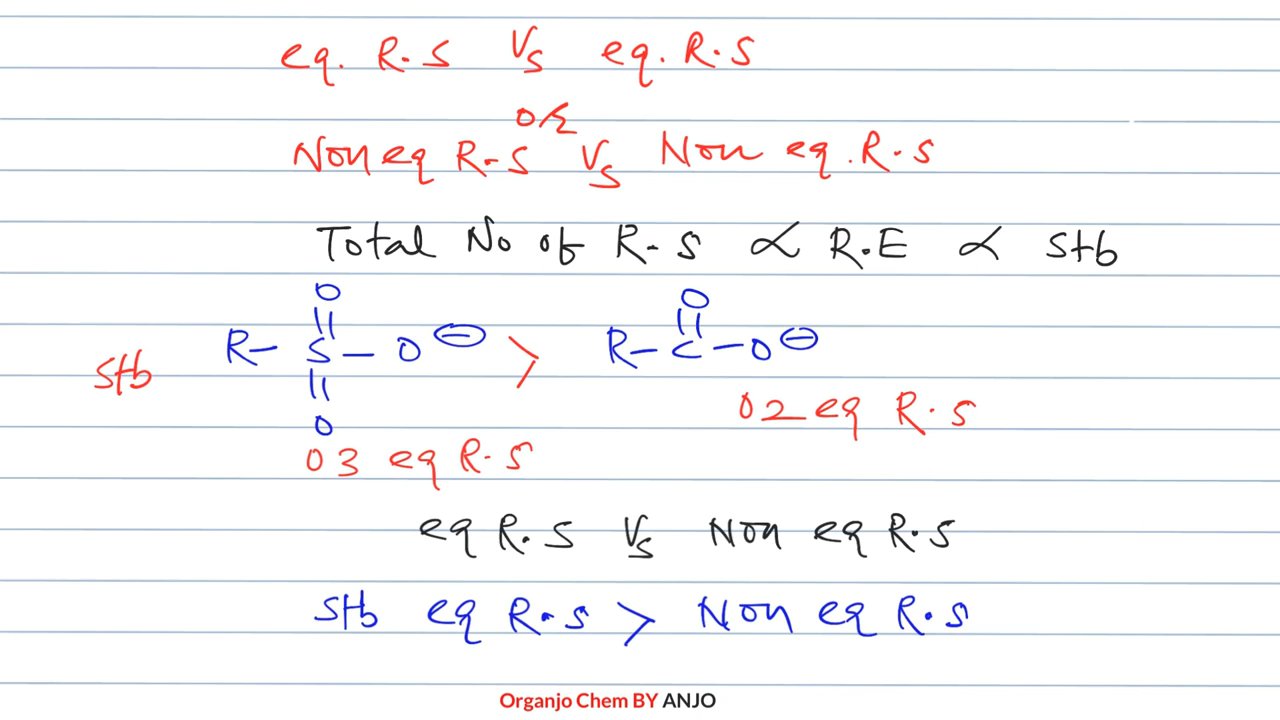 eq. R.S Vs eq. R.S
OR
Non eq R-S Vs Non eq. R.S
Total No of R-S ∝ R.E ∝ Stb
O O
|| ||
Stb R-S-O⊖ > R-C-O⊖
||
O
02 eq R.S
03 eq R.S
eq R.S Vs Non eq R.S
Stb eq R.S > Non eq R.S
Organjo Chem BY ANJO